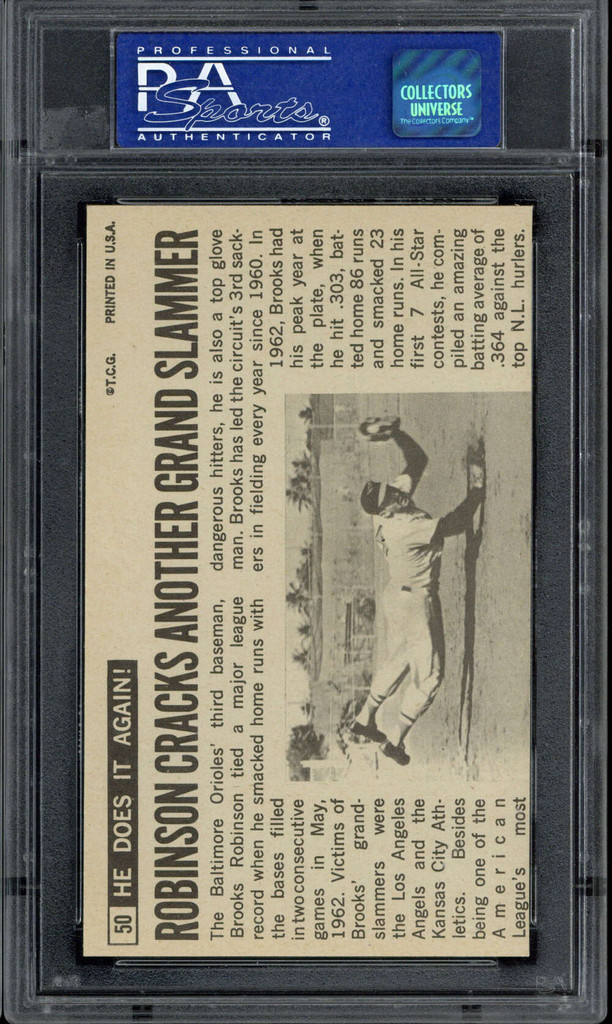 PROFESSIONAL
PSA
Sports®
AUTHENTICATOR
COLLECTORS
UNIVERSE
The Collectors Company™
50 HE DOES IT AGAIN!
©T.C.G. PRINTED IN U.S.A.
ROBINSON CRACKS ANOTHER GRAND SLAMMER
The Baltimore Orioles' third baseman,
Brooks Robinson tied a major league
record when he smacked home runs with
the bases filled
in two consecutive
games in May,
1962. Victims of
Brooks' grand-
slammers were
the Los Angeles
Angels and the
Kansas City Ath-
letics. Besides
being one of the
American
League's most
dangerous hitters, he is also a top glove
man. Brooks has led the circuit's 3rd sack-
ers in fielding every year since 1960. In
1962, Brooks had
his peak year at
the plate, when
he hit .303, bat-
ted home 86 runs
and smacked 23
home runs. In his
first 7 All-Star
contests, he com-
piled an amazing
batting average of
.364 against the
top N.L. hurlers.